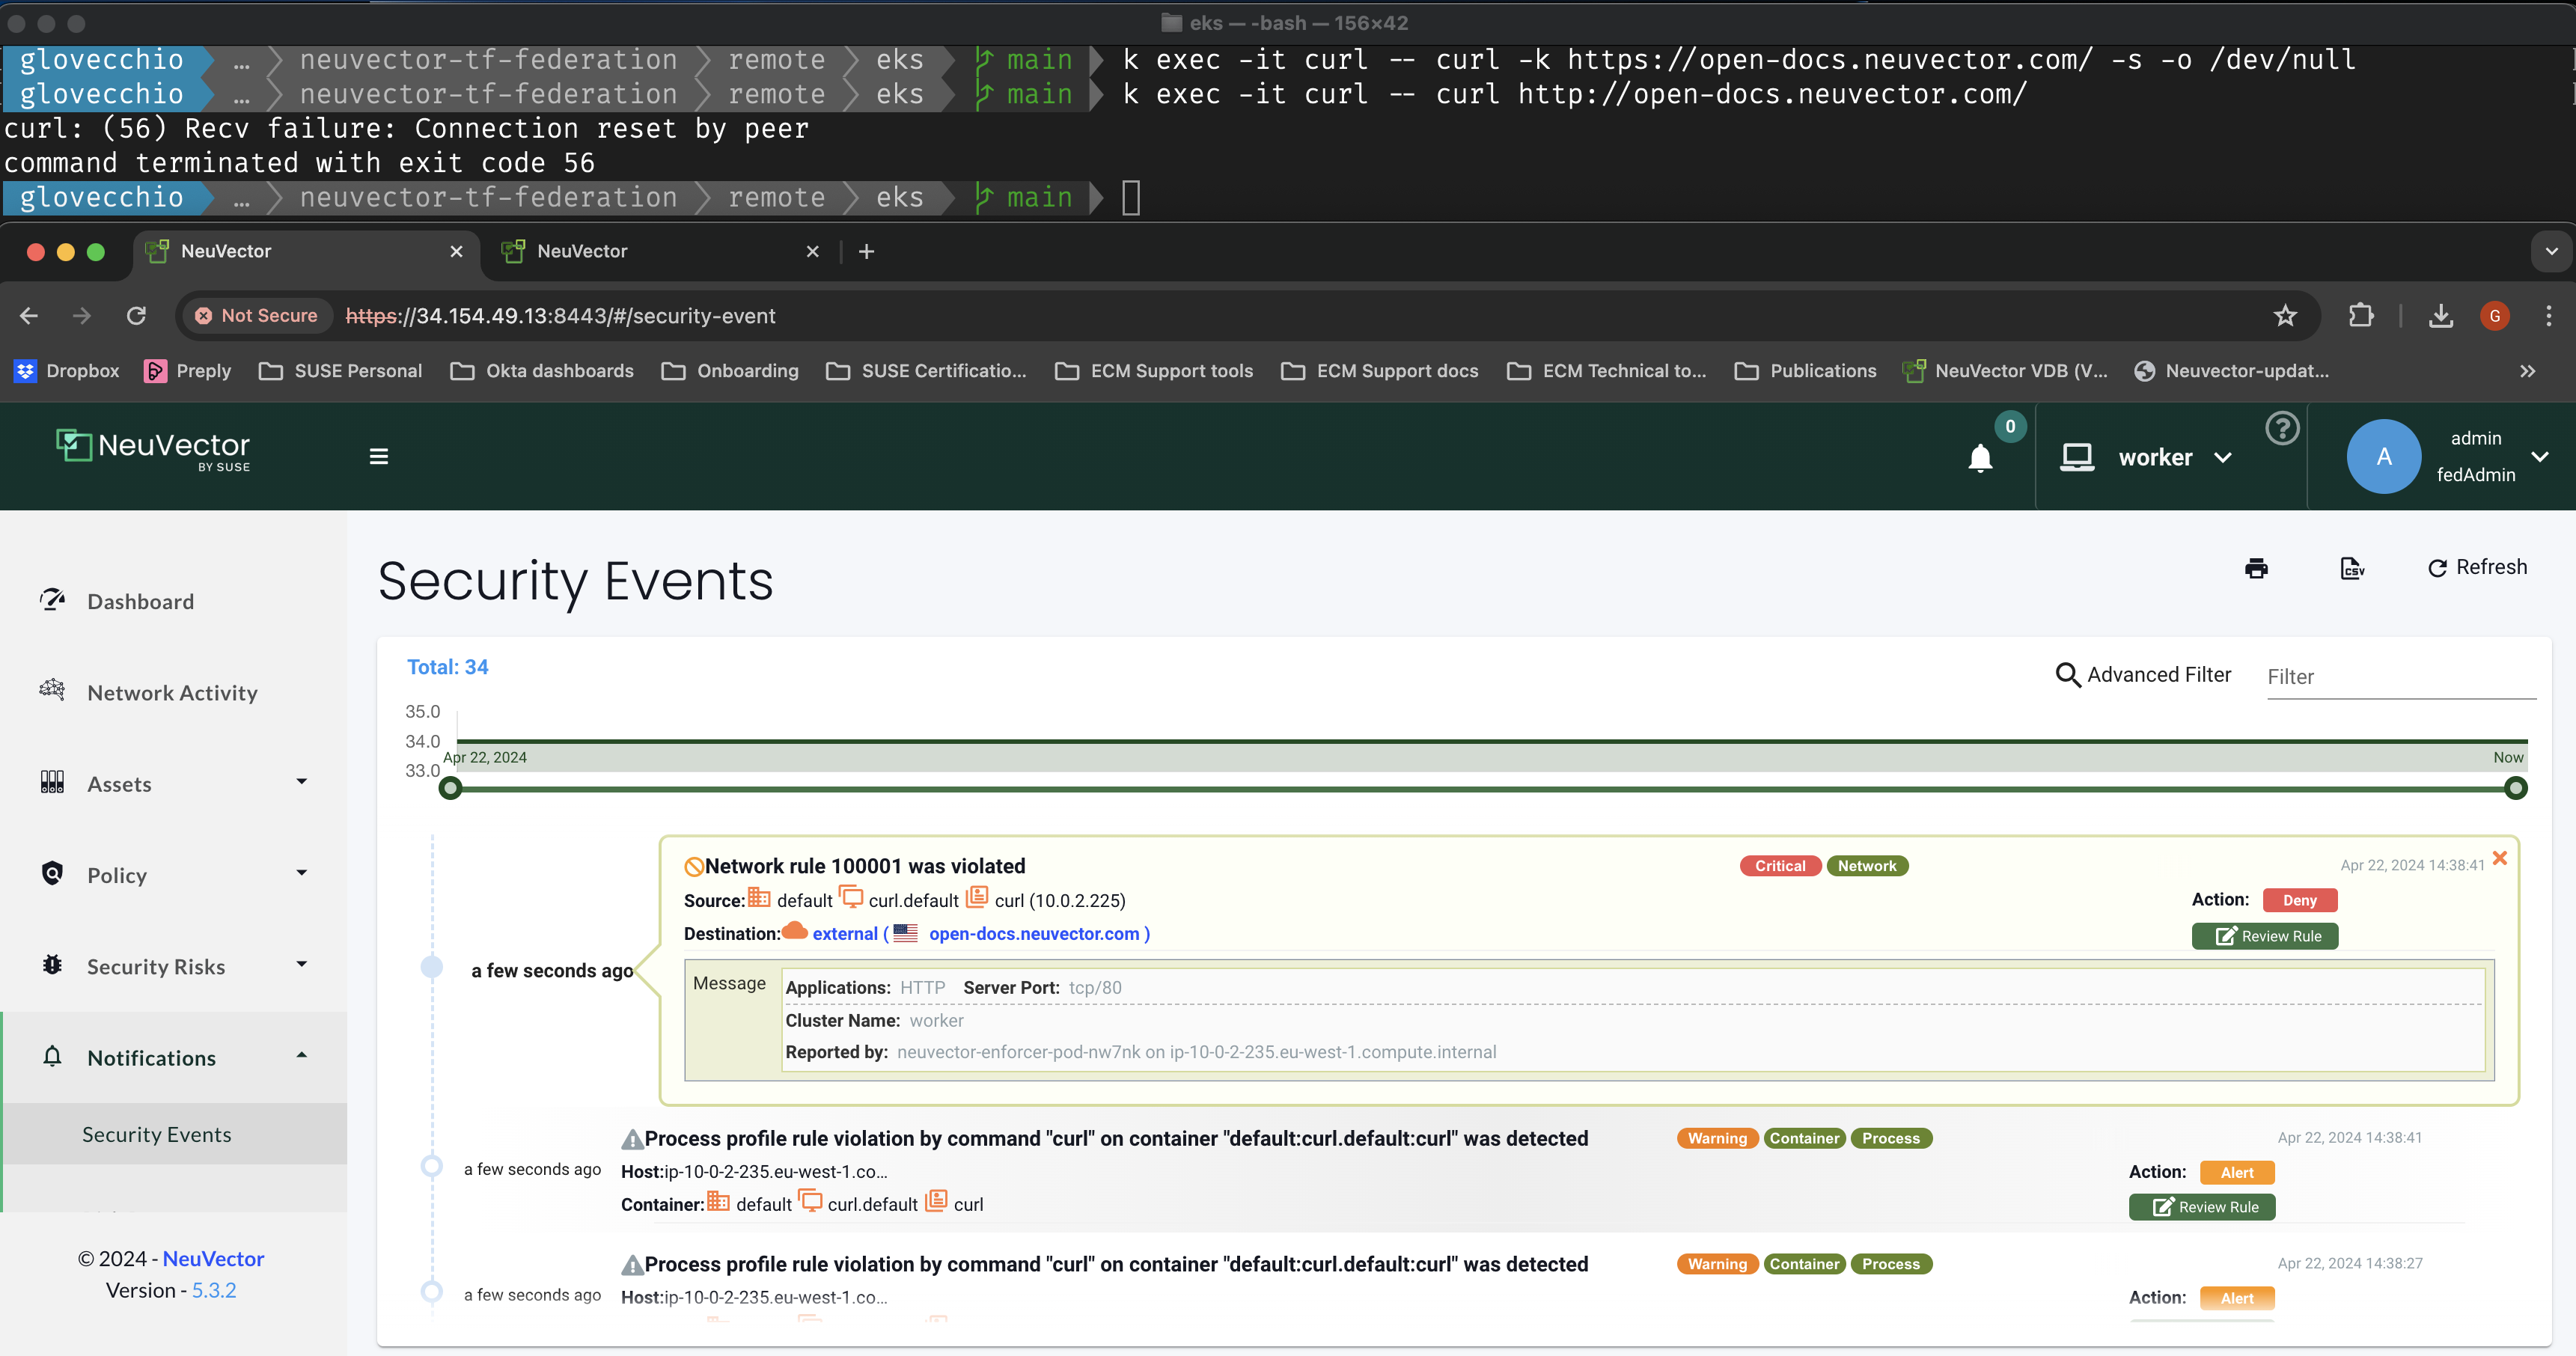 eks — -bash — 156×42
glovecchio … neuvector-tf-federation remote eks main k exec -it curl -- curl -k https://open-docs.neuvector.com/ -s -o /dev/null
glovecchio … neuvector-tf-federation remote eks main k exec -it curl -- curl http://open-docs.neuvector.com/
curl: (56) Recv failure: Connection reset by peer
command terminated with exit code 56
glovecchio … neuvector-tf-federation remote eks main
NeuVector NeuVector
Not Secure https://34.154.49.13:8443/#/security-event G
Dropbox Preply SUSE Personal Okta dashboards Onboarding SUSE Certificatio... ECM Support tools ECM Support docs ECM Technical to... Publications NeuVector VDB (V... Neuvector-updat... »
NeuVector
BY SUSE
0
worker
?
A
admin
fedAdmin
Dashboard
Network Activity
Assets
Policy
Security Risks
Notifications
Security Events
© 2024 - NeuVector
Version - 5.3.2
Security Events
CSV
Refresh
Total: 34
Advanced Filter
Filter
35.0
34.0
33.0
Apr 22, 2024
Now
a few seconds ago
Network rule 100001 was violated
Critical Network
Apr 22, 2024 14:38:41
Source: default curl.default curl (10.0.2.225)
Action: Deny
Destination: external ( open-docs.neuvector.com )
Review Rule
Message
Applications: HTTP Server Port: tcp/80
Cluster Name: worker
Reported by: neuvector-enforcer-pod-nw7nk on ip-10-0-2-235.eu-west-1.compute.internal
a few seconds ago
Process profile rule violation by command "curl" on container "default:curl.default:curl" was detected
Warning Container Process
Apr 22, 2024 14:38:41
Host:ip-10-0-2-235.eu-west-1.co...
Action: Alert
Container: default curl.default curl
Review Rule
a few seconds ago
Process profile rule violation by command "curl" on container "default:curl.default:curl" was detected
Warning Container Process
Apr 22, 2024 14:38:27
Host:ip-10-0-2-235.eu-west-1.co...
Action: Alert